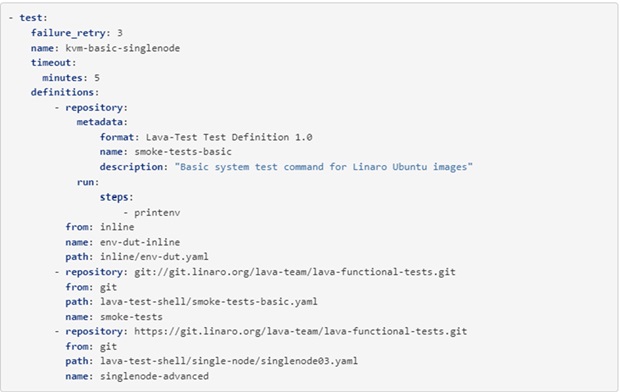 - test:
    failure_retry: 3
    name: kvm-basic-singlenode
    timeout:
      minutes: 5
    definitions:
        - repository:
            metadata:
                format: Lava-Test Test Definition 1.0
                name: smoke-tests-basic
                description: "Basic system test command for Linaro Ubuntu images"
            run:
                steps:
                    - printenv
          from: inline
          name: env-dut-inline
          path: inline/env-dut.yaml
        - repository: git://git.linaro.org/lava-team/lava-functional-tests.git
          from: git
          path: lava-test-shell/smoke-tests-basic.yaml
          name: smoke-tests
        - repository: https://git.linaro.org/lava-team/lava-functional-tests.git
          from: git
          path: lava-test-shell/single-node/singlenode03.yaml
          name: singlenode-advanced